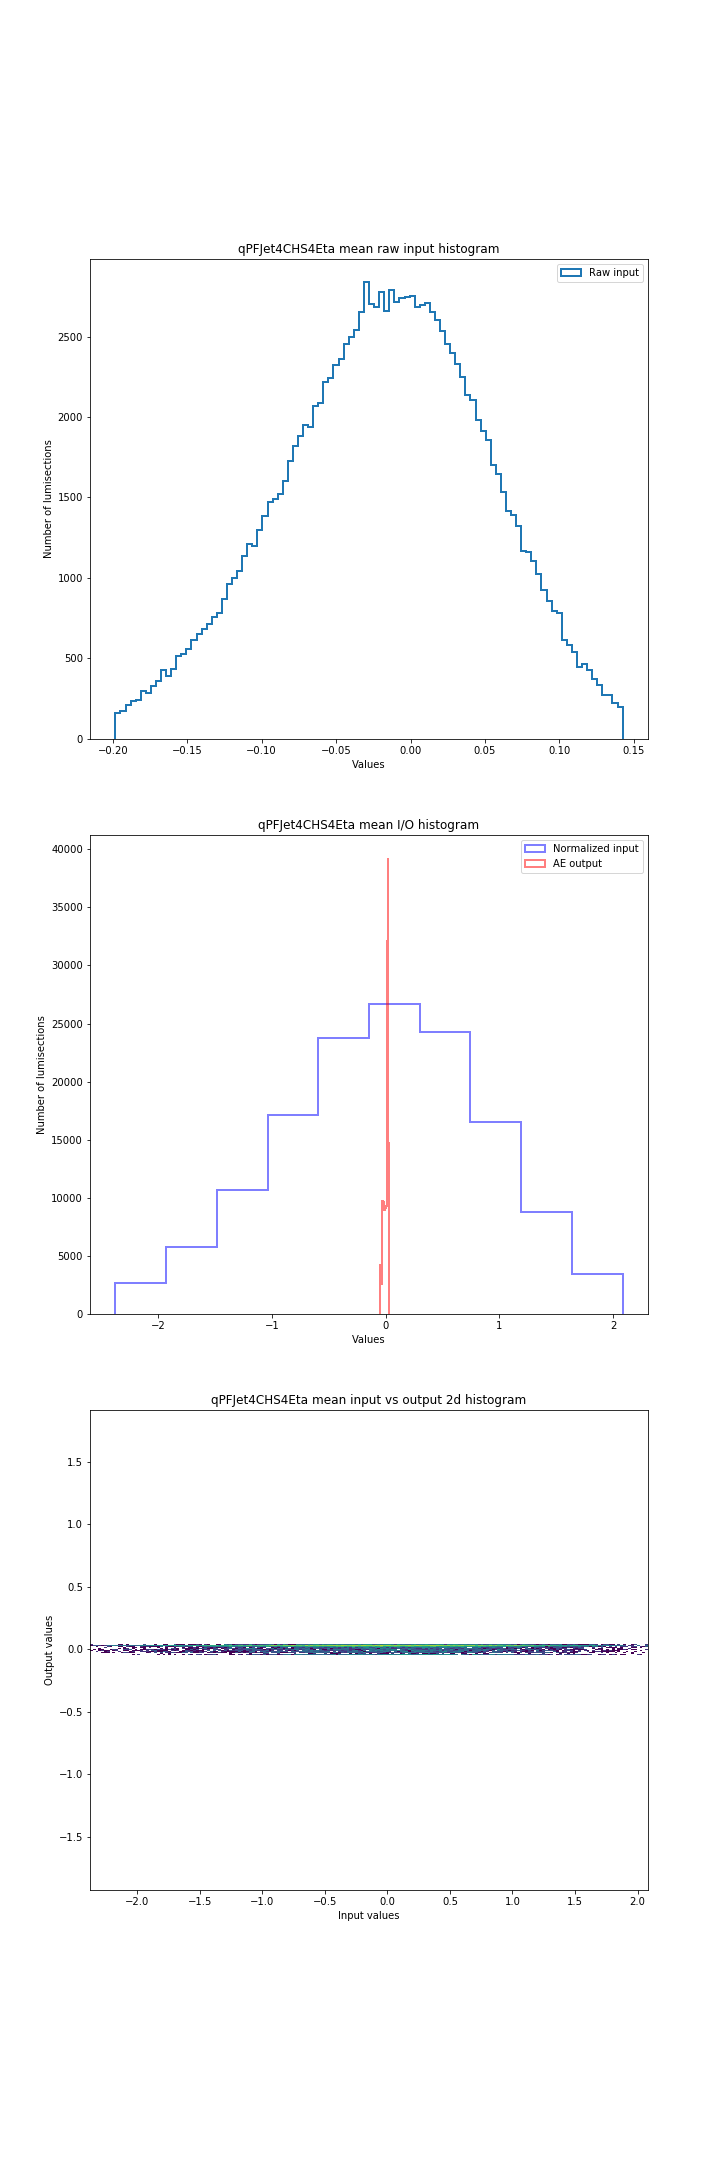 qPFJet4CHS4Eta mean raw input histogram
Raw input
2500
2000
1500
1000
500
0
Number of lumisections
−0.20 −0.15 −0.10 −0.05 0.00 0.05 0.10 0.15
Values
qPFJet4CHS4Eta mean I/O histogram
Normalized input
AE output
40000
35000
30000
25000
20000
15000
10000
5000
0
Number of lumisections
−2 −1 0 1 2
Values
qPFJet4CHS4Eta mean input vs output 2d histogram
1.5
1.0
0.5
0.0
−0.5
−1.0
−1.5
Output values
−2.0 −1.5 −1.0 −0.5 0.0 0.5 1.0 1.5 2.0
Input values